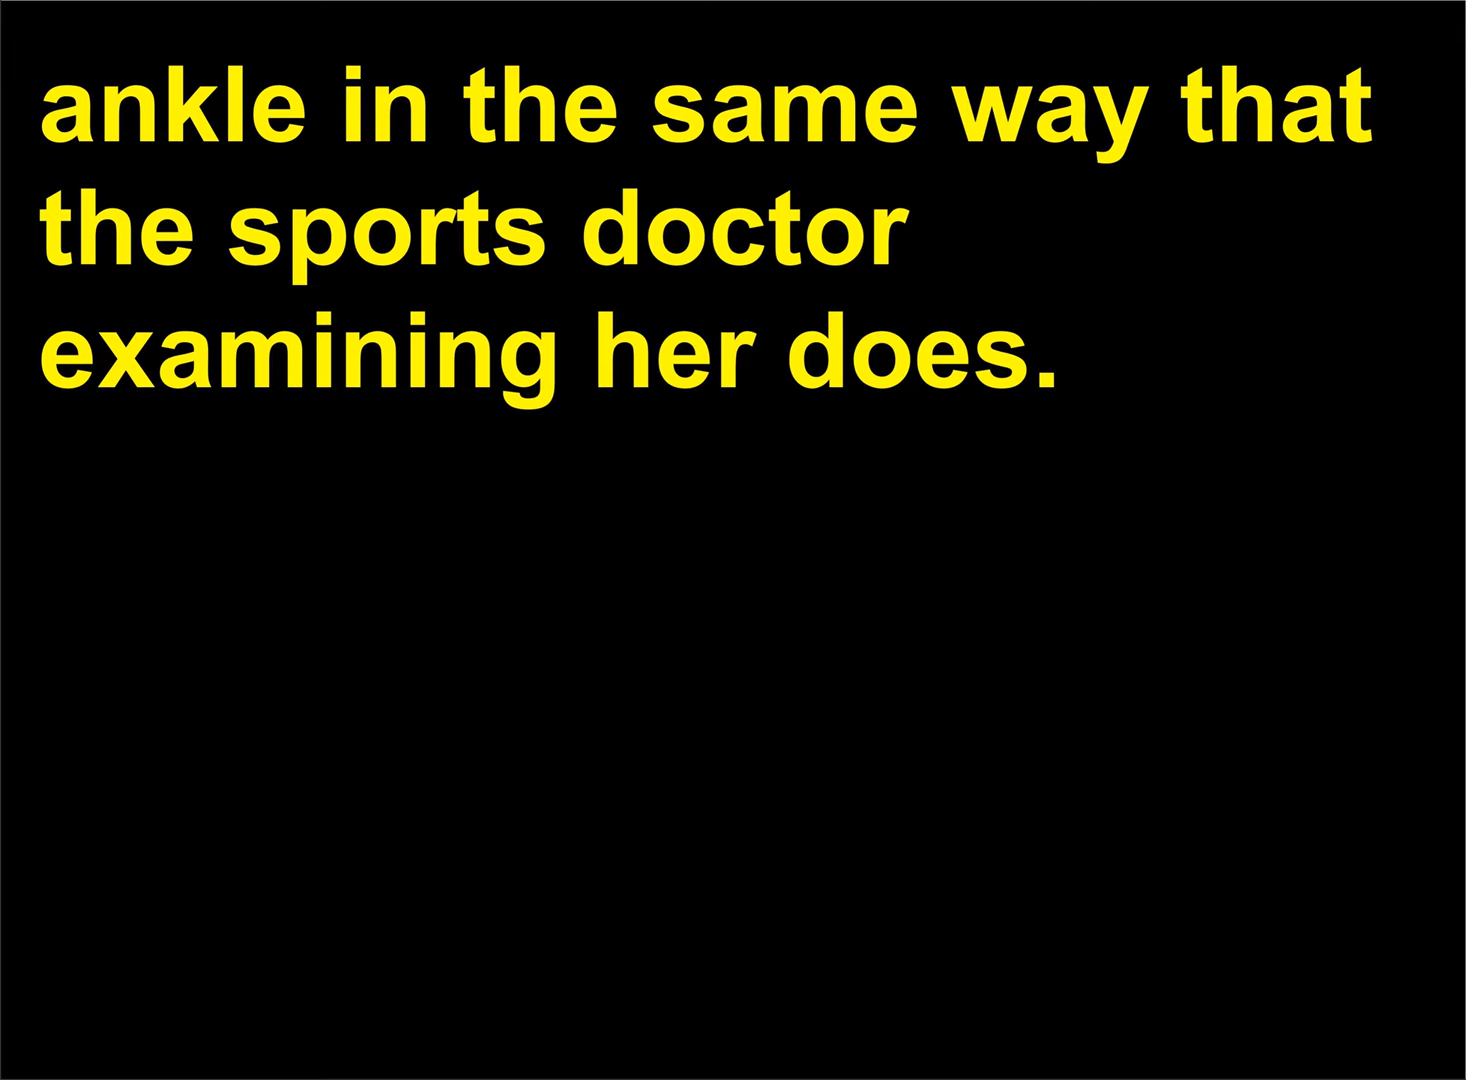 ankle in the same way that
the sports doctor
examining her does.